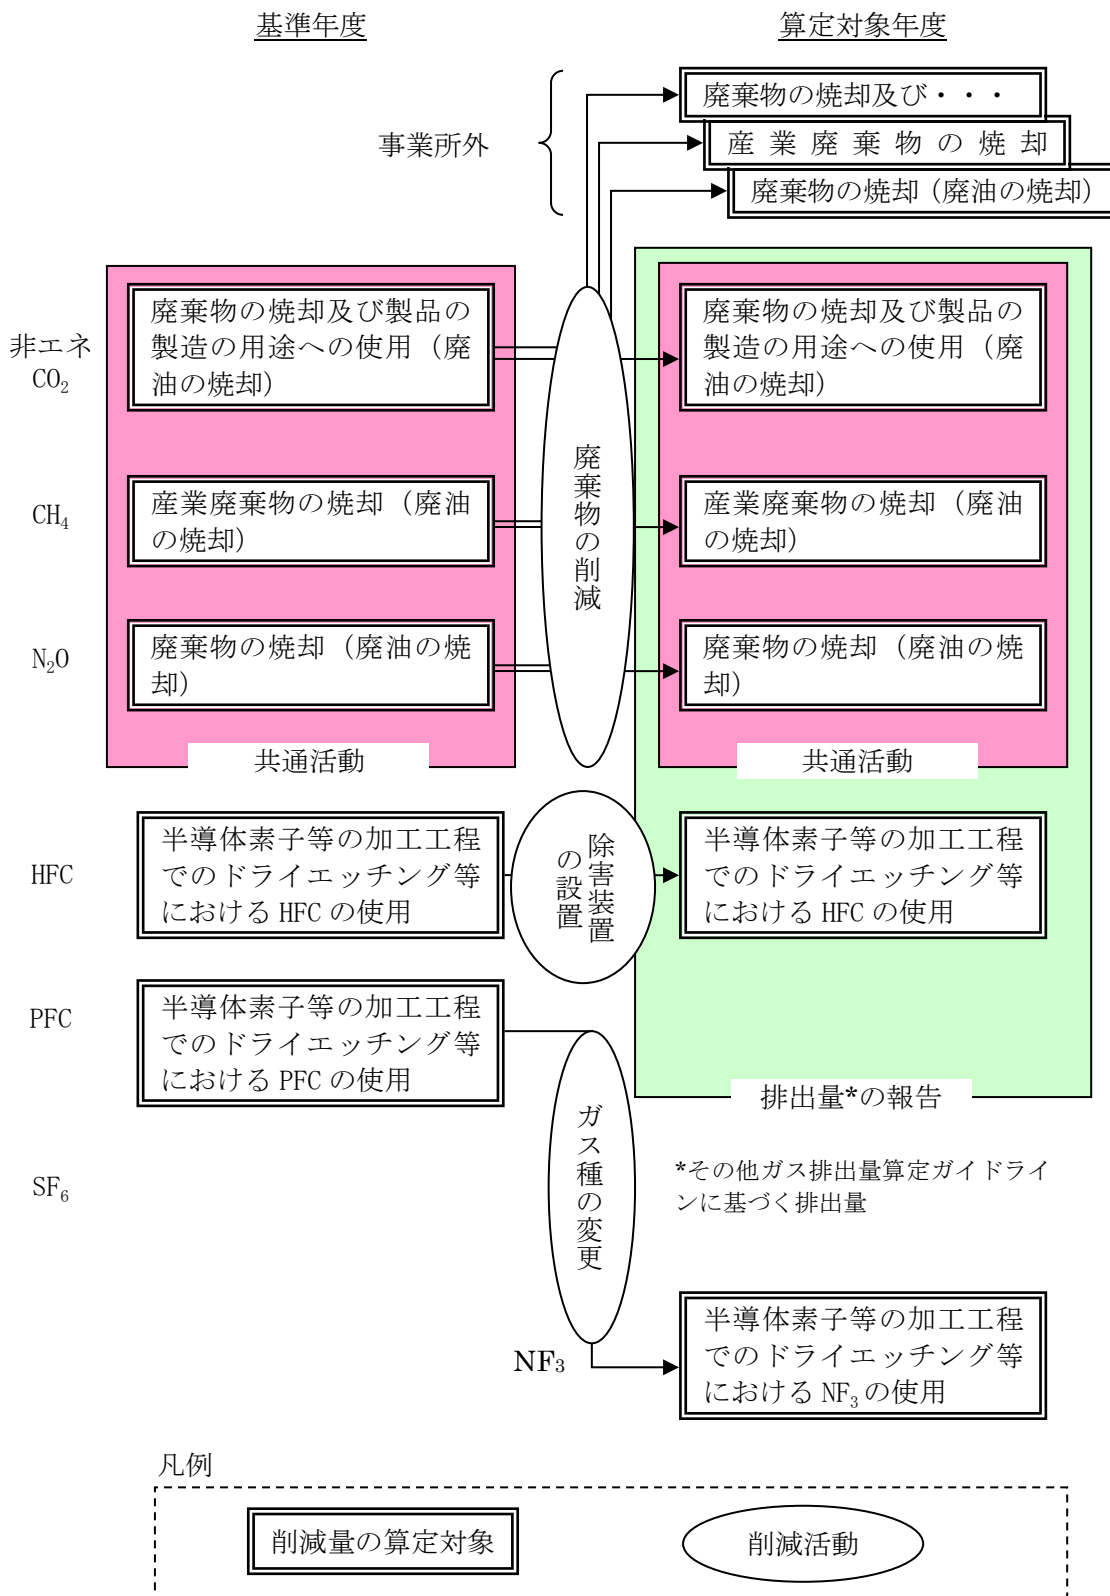 基準年度
算定対象年度
事業所外
廃棄物の焼却及び・・・
産業廃棄物の焼却
廃棄物の焼却（廃油の焼却）
非エネ
CO₂
廃棄物の焼却及び製品の
製造の用途への使用（廃
油の焼却）
廃棄物の焼却及び製品の
製造の用途への使用（廃
油の焼却）
CH₄
産業廃棄物の焼却（廃油
の焼却）
廃棄物の削減
産業廃棄物の焼却（廃油
の焼却）
N₂O
廃棄物の焼却（廃油の焼
却）
廃棄物の焼却（廃油の焼
却）
共通活動
共通活動
HFC
半導体素子等の加工工程
でのドライエッチング等
における HFC の使用
除害装置
の設置
半導体素子等の加工工程
でのドライエッチング等
における HFC の使用
PFC
半導体素子等の加工工程
でのドライエッチング等
における PFC の使用
排出量*の報告
ガス種の変更
SF₆
*その他ガス排出量算定ガイドライ
ンに基づく排出量
NF₃
半導体素子等の加工工程
でのドライエッチング等
における NF₃ の使用
凡例
削減量の算定対象
削減活動